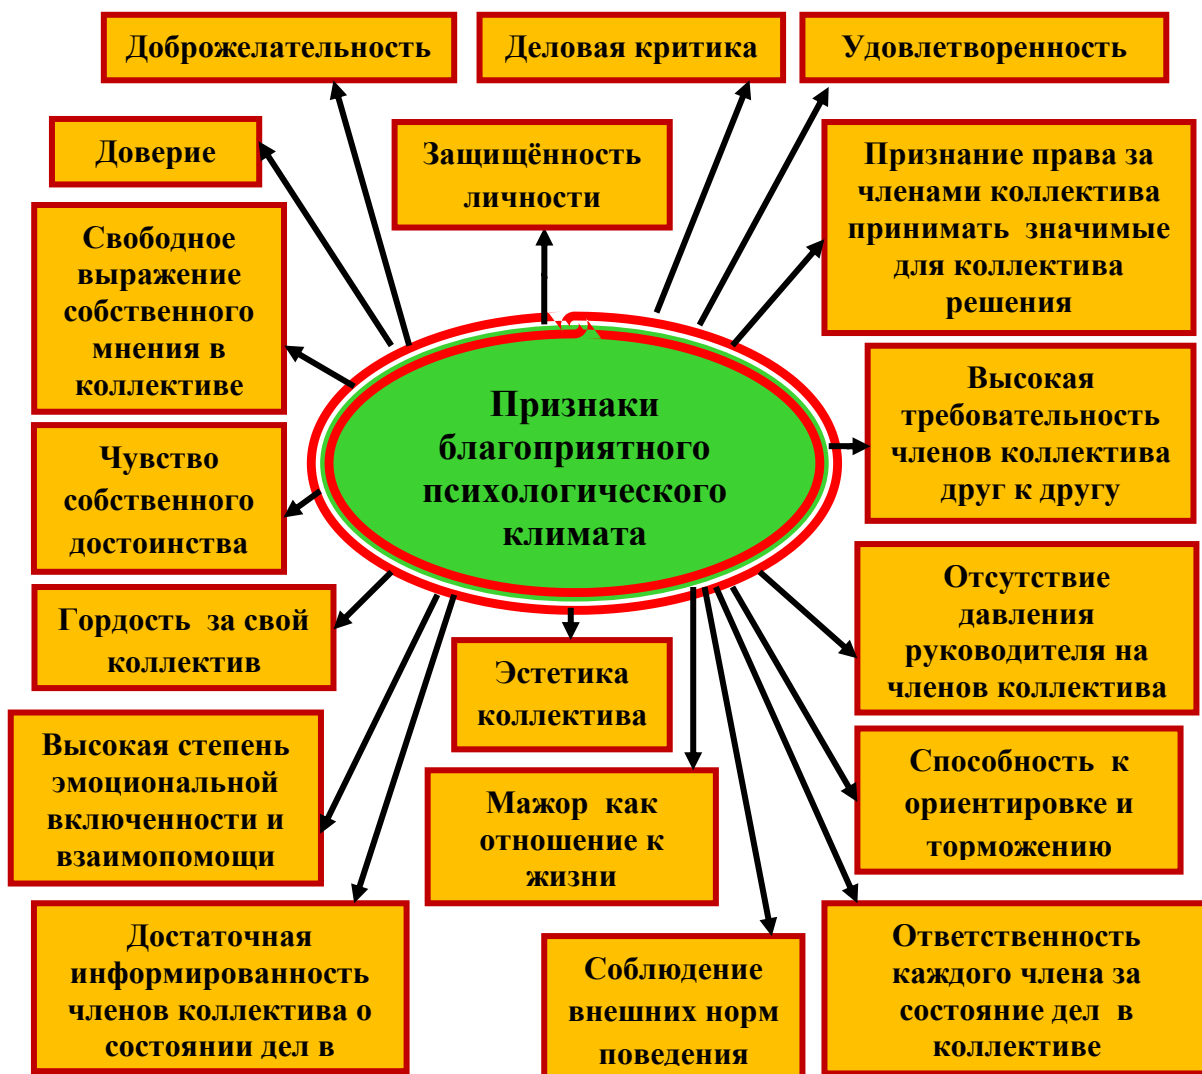 Доброжелательность
Деловая критика
Удовлетворенность
Доверие
Защищённость
личности
Признание права за
членами коллектива
принимать значимые
для коллектива
решения
Свободное
выражение
собственного
мнения в
коллективе
Признаки
благоприятного
психологического
климата
Высокая
требовательность
членов коллектива
друг к другу
Чувство
собственного
достоинства
Отсутствие
давления
руководителя на
членов коллектива
Гордость за свой
коллектив
Эстетика
коллектива
Высокая степень
эмоциональной
включенности и
взаимопомощи
Мажор как
отношение к
жизни
Способность к
ориентировке и
торможению
Достаточная
информированность
членов коллектива о
состоянии дел в
Соблюдение
внешних норм
поведения
Ответственность
каждого члена за
состояние дел в
коллективе